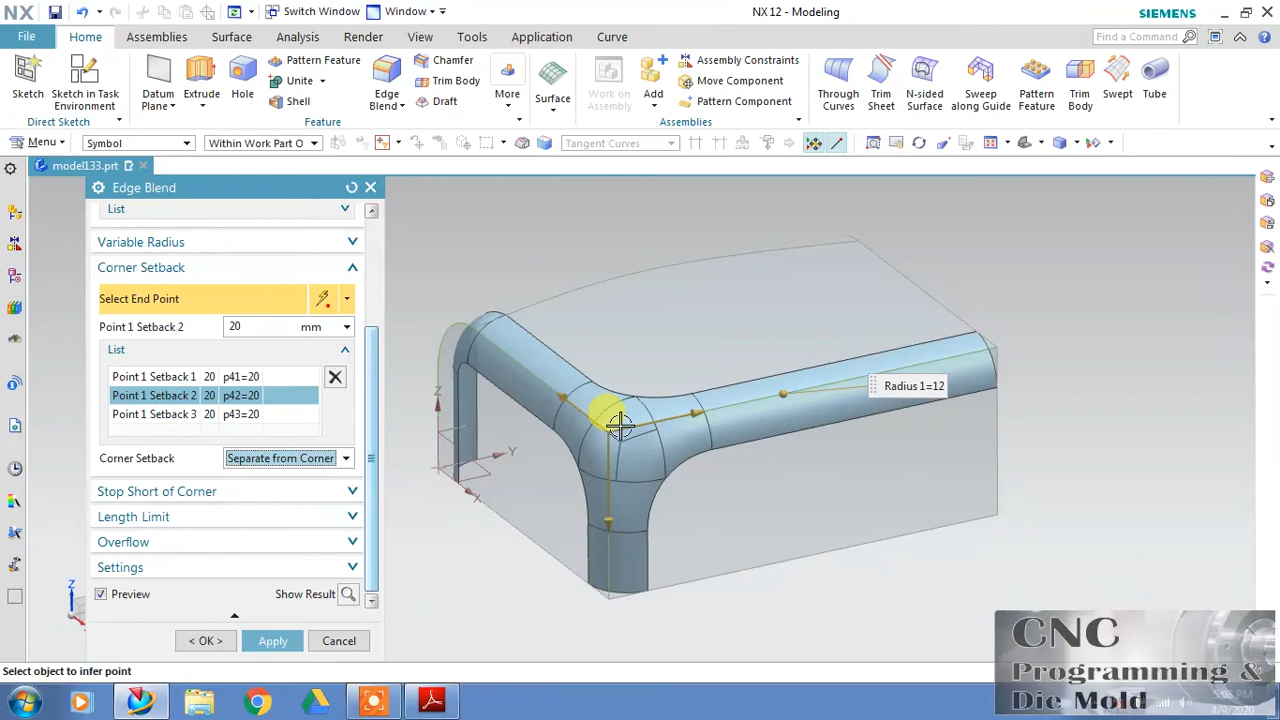 NX
Switch Window
Window
NX 12 - Modeling
SIEMENS
File
Home
Assemblies
Surface
Analysis
Render
View
Tools
Application
Curve
Find a Command
Sketch
Sketch in Task Environment
Direct Sketch
Datum Plane
Extrude
Hole
Pattern Feature
Unite
Shell
Edge Blend
Chamfer
Trim Body
Draft
More
Feature
Surface
Work on Assembly
Add
Assembly Constraints
Move Component
Pattern Component
Assemblies
Through Curves
Trim Sheet
N-sided Surface
Sweep along Guide
Pattern Feature
Trim Body
Swept
Tube
Menu
Symbol
Within Work Part O
Tangent Curves
model133.prt
Edge Blend
List
Variable Radius
Corner Setback
Select End Point
Point 1 Setback 2 20 mm
List
Point 1 Setback 1 20 p41=20
Point 1 Setback 2 20 p42=20
Point 1 Setback 3 20 p43=20
Corner Setback Separate from Corner
Stop Short of Corner
Length Limit
Overflow
Settings
Preview
Show Result
< OK >
Apply
Cancel
Z
Y
X
Z
Radius 1=12
Select object to infer point
CNC
Programming &
Die Mold
5:08 PM
4/9/2020